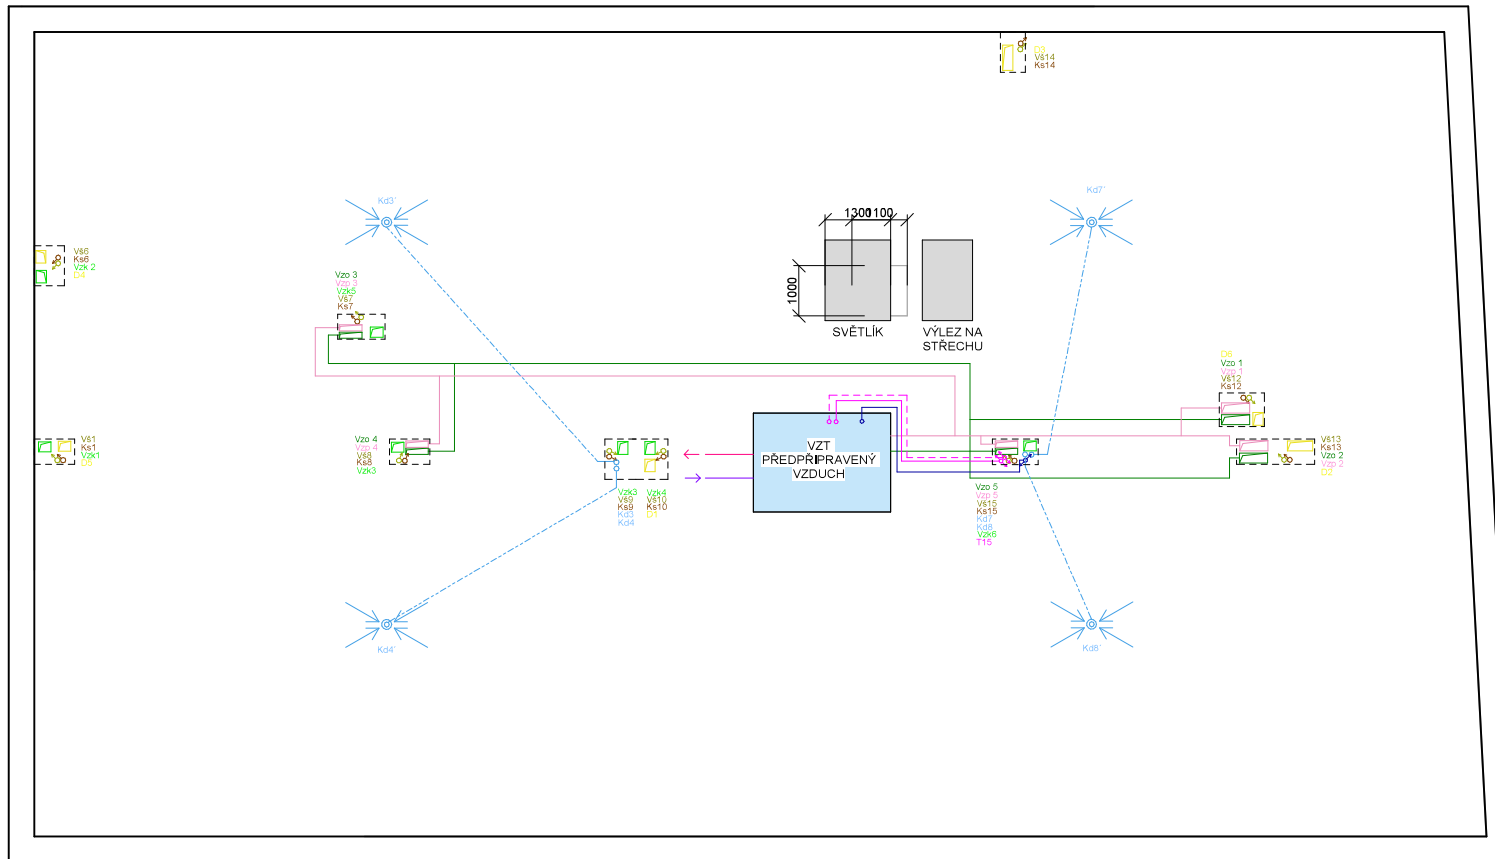 D3
Vš14
Ks14
Kd3´
Kd7´
1300
1100
1000
SVĚTLÍK
VÝLEZ NA
STŘECHU
Vš6
Ks6
Vzk 2
D4
Vzo 3
Vzp 3
Vzk5
Vš7
Ks7
D6
Vzo 1
Vzp 1
Vš12
Ks12
Vš1
Ks1
Vzk1
D5
Vzo 4
Vzp 4
Vš8
Ks8
Vzk3
VZT
PŘEDPŘIPRAVENÝ
VZDUCH
Vš13
Ks13
Vzo 2
Vzp 2
D2
Vzk3
Vš9
Ks9
Kd3
Kd4
Vzk4
Vš10
Ks10
D1
Vzo 5
Vzp 5
Vš15
Ks15
Kd7
Kd8
Vzk6
T15
Kd4´
Kd8´